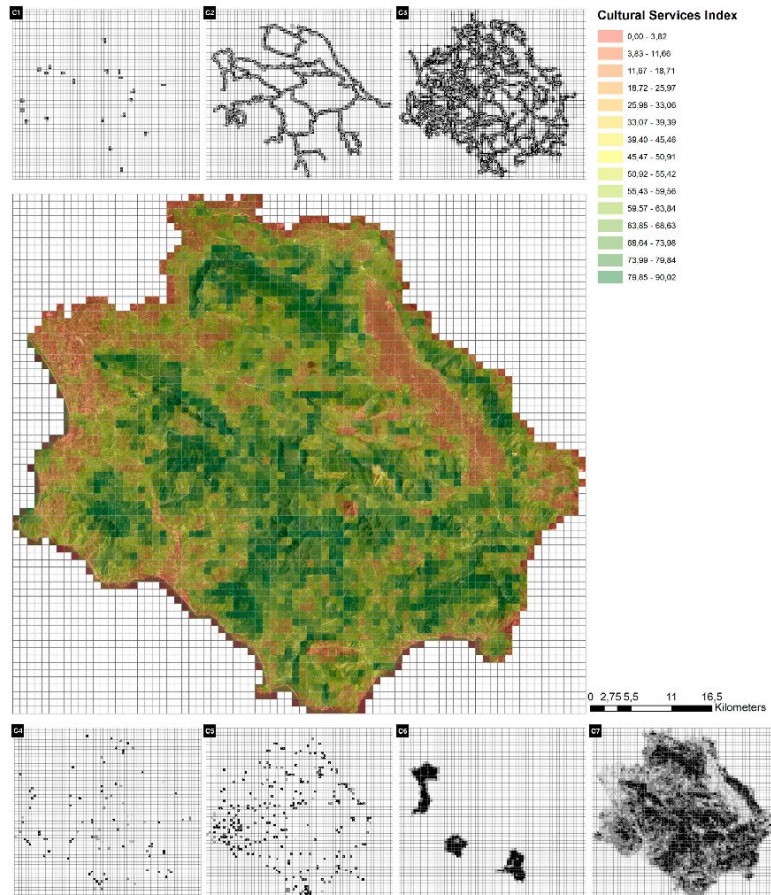 C1
C2
C3
Cultural Services Index
0,00 - 3,82
3,83 - 11,66
11,67 - 18,71
18,72 - 25,97
25,98 - 33,06
33,07 - 39,39
39,40 - 45,46
45,47 - 50,91
50,92 - 55,42
55,43 - 59,56
59,57 - 63,84
63,85 - 68,63
68,64 - 73,98
73,99 - 79,84
79,85 - 90,02
0 2,75 5,5 11 16,5
Kilometers
C4
C5
C6
C7